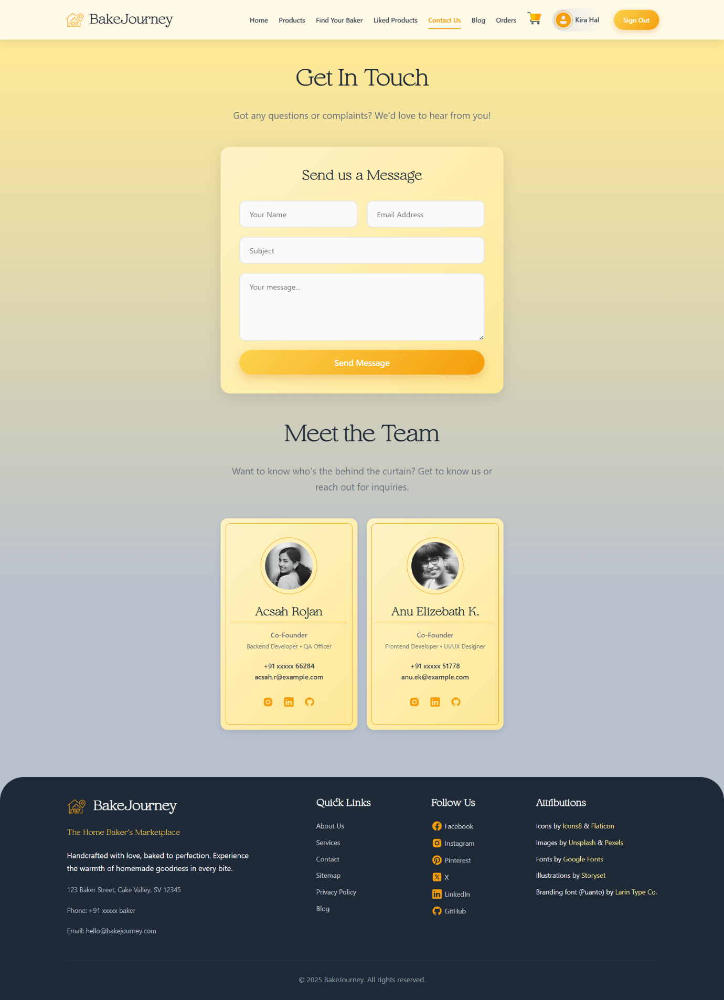 BakeJourney
Home
Products
Find Your Baker
Liked Products
Contact Us
Blog
Orders
Kira Hal
Sign Out
Get In Touch
Got any questions or complaints? We'd love to hear from you!
Send us a Message
Your Name
Email Address
Subject
Your message...
Send Message
Meet the Team
Want to know who's the behind the curtain? Get to know us or
reach out for inquiries.
Acsah Rojan
Co-Founder
Backend Developer • QA Officer
+91 xxxxx 66284
acsah.r@example.com
Anu Elizebath K.
Co-Founder
Frontend Developer • UI/UX Designer
+91 xxxxx 51778
anu.ek@example.com
BakeJourney
The Home Baker's Marketplace
Handcrafted with love, baked to perfection. Experience
the warmth of homemade goodness in every bite.
123 Baker Street, Cake Valley, SV 12345
Phone: +91 xxxxx baker
Email: hello@bakejourney.com
Quick Links
About Us
Services
Contact
Sitemap
Privacy Policy
Blog
Follow Us
Facebook
Instagram
Pinterest
X
LinkedIn
GitHub
Attributions
Icons by Icons8 & Flaticon
Images by Unsplash & Pexels
Fonts by Google Fonts
Illustrations by Storyset
Branding font (Puanto) by Larin Type Co.
© 2025 BakeJourney. All rights reserved.